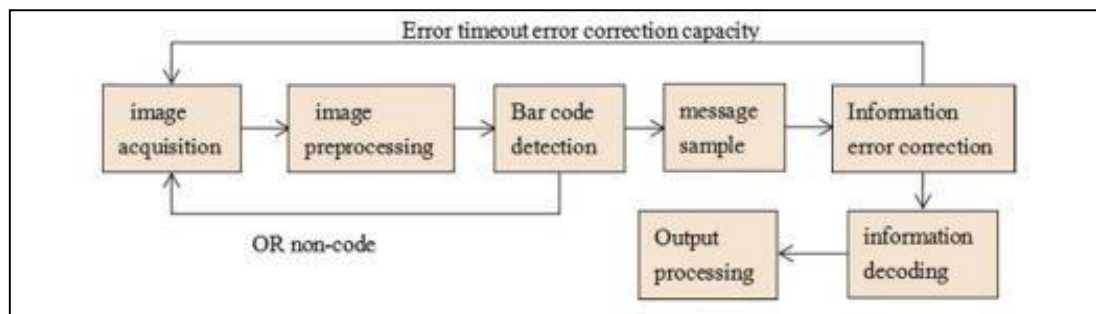 Error timeout error correction capacity
image
acquisition
image
preprocessing
Bar code
detection
message
sample
Information
error correction
OR non-code
Output
processing
information
decoding